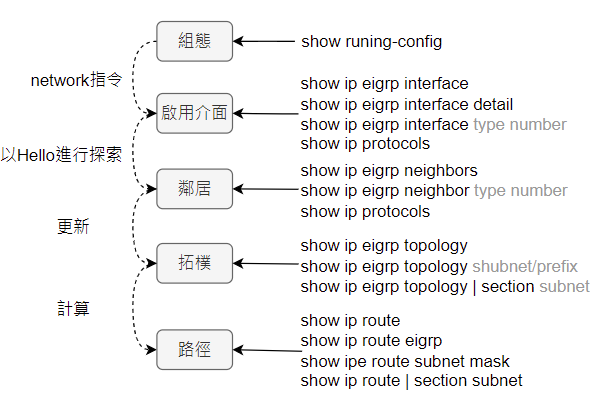 組態
show runing-config
network指令
啟用介面
show ip eigrp interface
show ip eigrp interface detail
show ip eigrp interface type number
show ip protocols
以Hello進行探索
鄰居
show ip eigrp neighbors
show ip eigrp neighbor type number
show ip protocols
更新
拓樸
show ip eigrp topology
show ip eigrp topology shubnet/prefix
show ip eigrp topology | section subnet
計算
路徑
show ip route
show ip route eigrp
show ipe route subnet mask
show ip route | section subnet